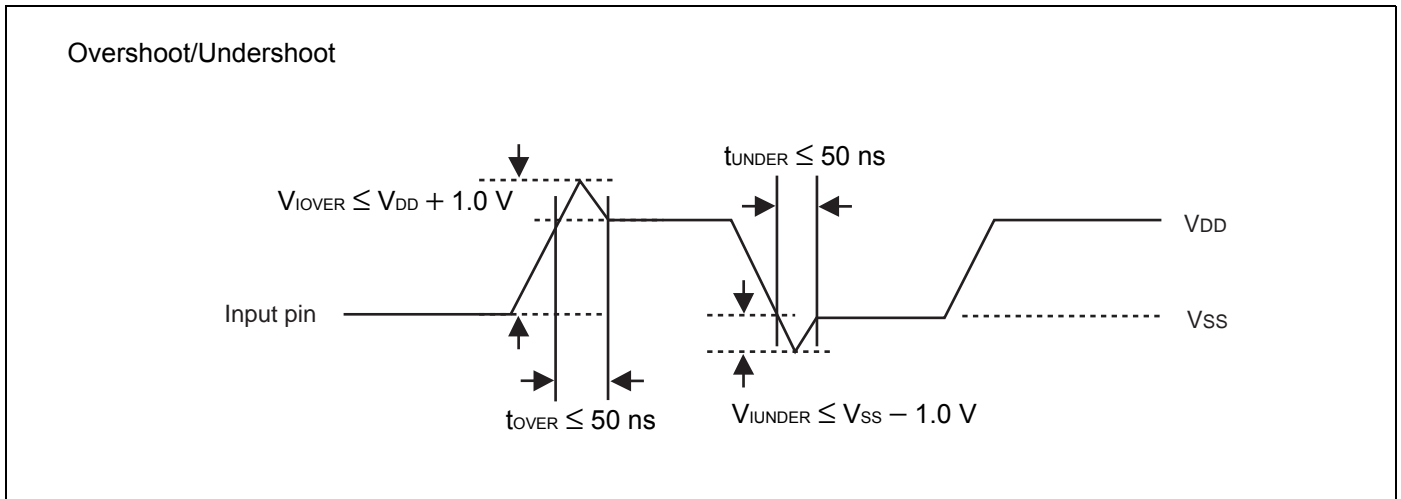 Overshoot/Undershoot
tUNDER ≤ 50 ns
VIOVER ≤ VDD + 1.0 V
VDD
Input pin
VSS
tOVER ≤ 50 ns
VIUNDER ≤ VSS − 1.0 V